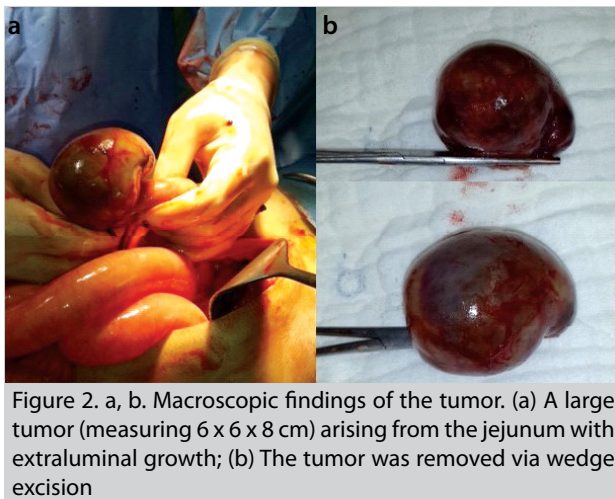 a
b
Figure 2. a, b. Macroscopic findings of the tumor. (a) A large
tumor (measuring 6 x 6 x 8 cm) arising from the jejunum with
extraluminal growth; (b) The tumor was removed via wedge
excision